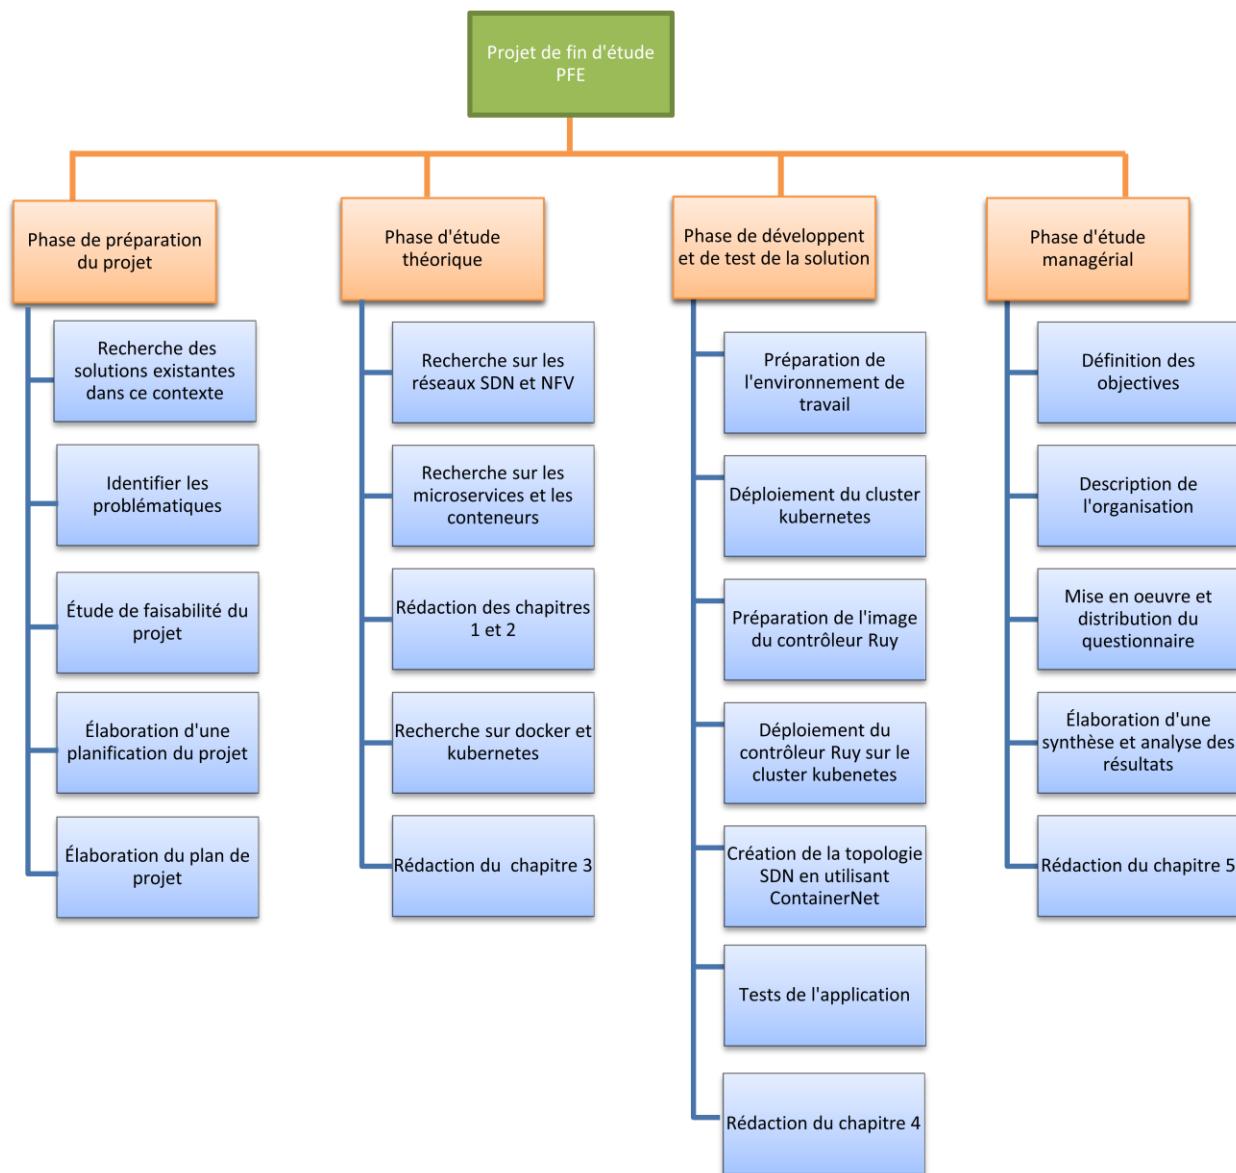 Projet de fin d'étude
PFE
Phase de préparation
du projet
Recherche des
solutions existantes
dans ce contexte
Identifier les
problématiques
Étude de faisabilité du
projet
Élaboration d'une
planification du projet
Élaboration du plan de
projet
Phase d'étude
théorique
Recherche sur les
réseaux SDN et NFV
Recherche sur les
microservices et les
conteneurs
Rédaction des chapitres
1 et 2
Recherche sur docker et
kubernetes
Rédaction du chapitre 3
Phase de développent
et de test de la solution
Préparation de
l'environnement de
travail
Déploiement du cluster
kubernetes
Préparation de l'image
du contrôleur Ruy
Déploiement du
contrôleur Ruy sur le
cluster kubenetes
Création de la topologie
SDN en utilisant
ContainerNet
Tests de l'application
Rédaction du chapitre 4
Phase d'étude
managérial
Définition des
objectives
Description de
l'organisation
Mise en oeuvre et
distribution du
questionnaire
Élaboration d'une
synthèse et analyse des
résultats
Rédaction du chapitre 5